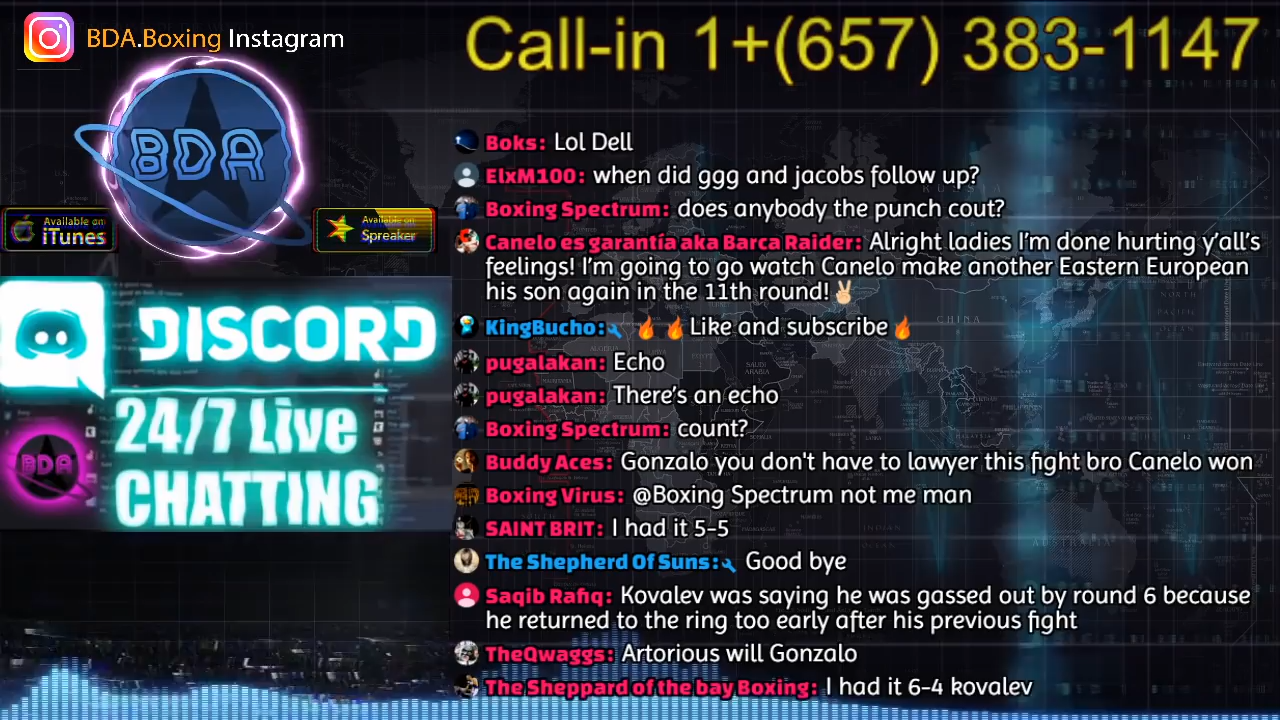 BDA.Boxing Instagram
Call-in 1+(657) 383-1147
BDA
Available on
iTunes
Available on
Spreaker
DISCORD
24/7 Live
CHATTING
BDA
Boks: Lol Dell
ElxM100: when did ggg and jacobs follow up?
Boxing Spectrum: does anybody the punch cout?
Canelo es garantía aka Barca Raider: Alright ladies I'm done hurting y'all's
feelings! I'm going to go watch Canelo make another Eastern European
his son again in the 11th round!✌🏻
KingBucho:🔧 🔥🔥Like and subscribe🔥
pugalakan: Echo
pugalakan: There's an echo
Boxing Spectrum: count?
Buddy Aces: Gonzalo you don't have to lawyer this fight bro Canelo won
Boxing Virus: @Boxing Spectrum not me man
SAINT BRIT: I had it 5-5
The Shepherd Of Suns:🔧 Good bye
Saqib Rafiq: Kovalev was saying he was gassed out by round 6 because
he returned to the ring too early after his previous fight
TheQwaggs: Artorious will Gonzalo
The Sheppard of the bay Boxing: I had it 6-4 kovalev
CHINA